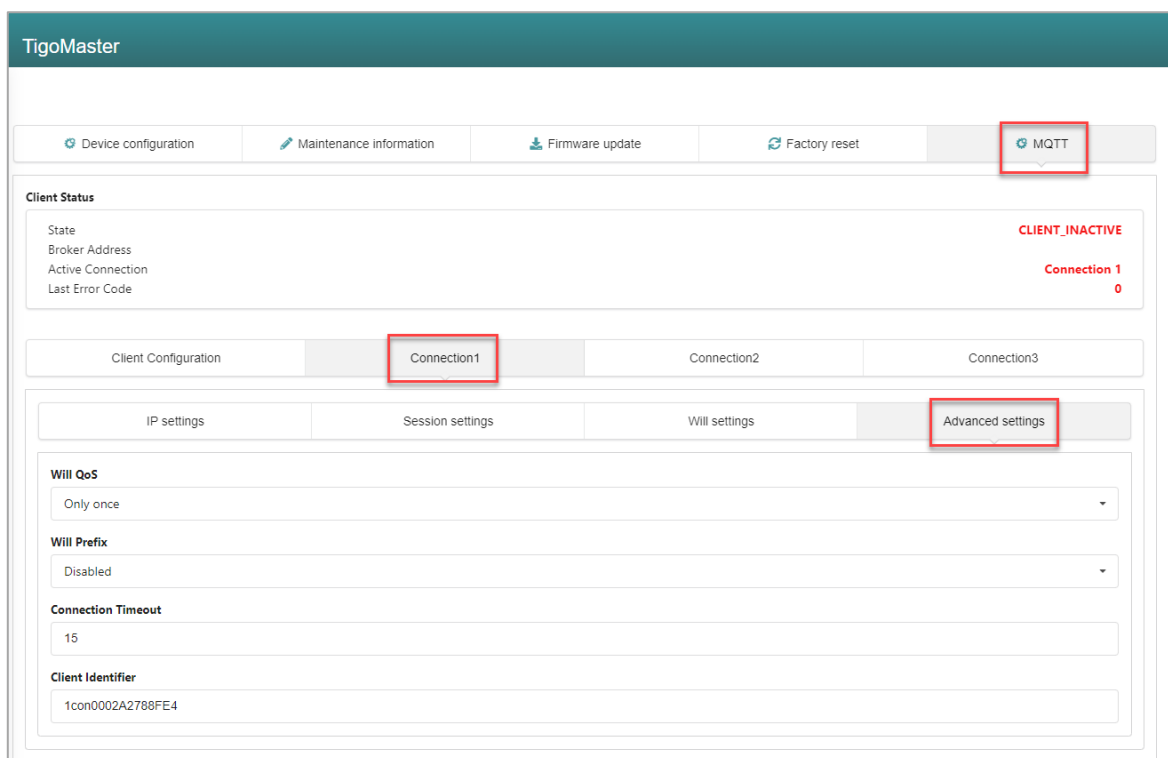 TigoMaster
Device configuration Maintenance information Firmware update Factory reset MQTT
Client Status
State CLIENT_INACTIVE
Broker Address
Active Connection Connection 1
Last Error Code 0
Client Configuration Connection1 Connection2 Connection3
IP settings Session settings Will settings Advanced settings
Will QoS
Only once
Will Prefix
Disabled
Connection Timeout
15
Client Identifier
1con0002A2788FE4